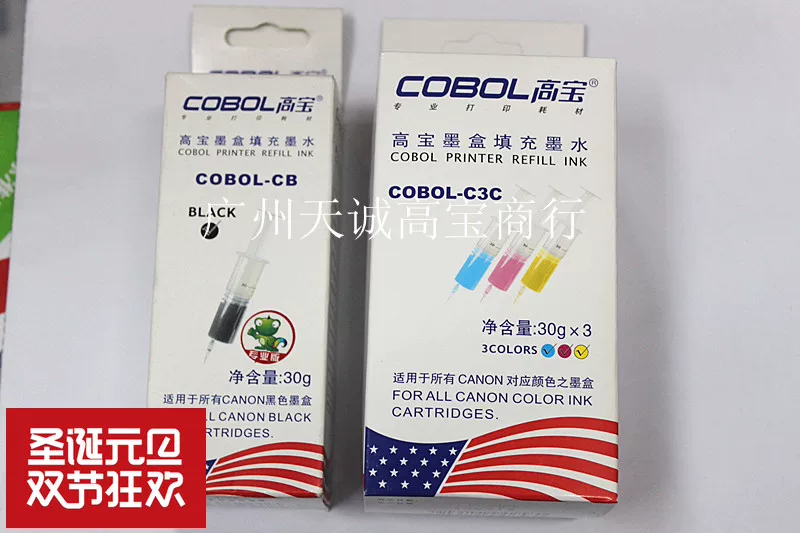 COBOL高宝
专业 打印耗材
高宝墨盒填充墨水
COBOL PRINTER REFILL INK
COBOL-CB
BLACK
专业版
净含量:30g
适用于所有CANON黑色墨盒
ALL CANON BLACK
CARTRIDGES.
COBOL高宝®
专业 打印耗材
高宝墨盒填充墨水
COBOL PRINTER REFILL INK
COBOL-C3C
净含量:30g×3
3COLORS
适用于所有CANON 对应颜色之墨盒
FOR ALL CANON COLOR INK
CARTRIDGES.
广州天诚高宝商行
圣诞元旦
双节狂欢